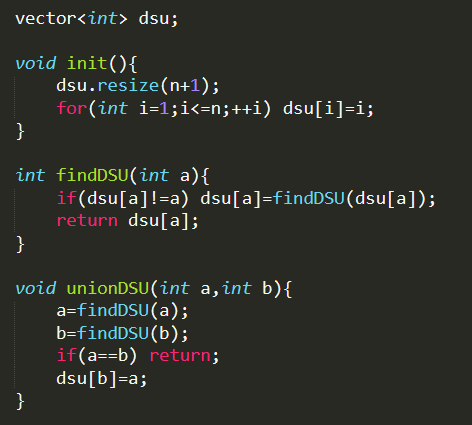 vector<int> dsu;
void init(){
dsu.resize(n+1);
for(int i=1;i<=n;++i) dsu[i]=i;
}
int findDSU(int a){
if(dsu[a]!=a) dsu[a]=findDSU(dsu[a]);
return dsu[a];
}
void unionDSU(int a,int b){
a=findDSU(a);
b=findDSU(b);
if(a==b) return;
dsu[b]=a;
}